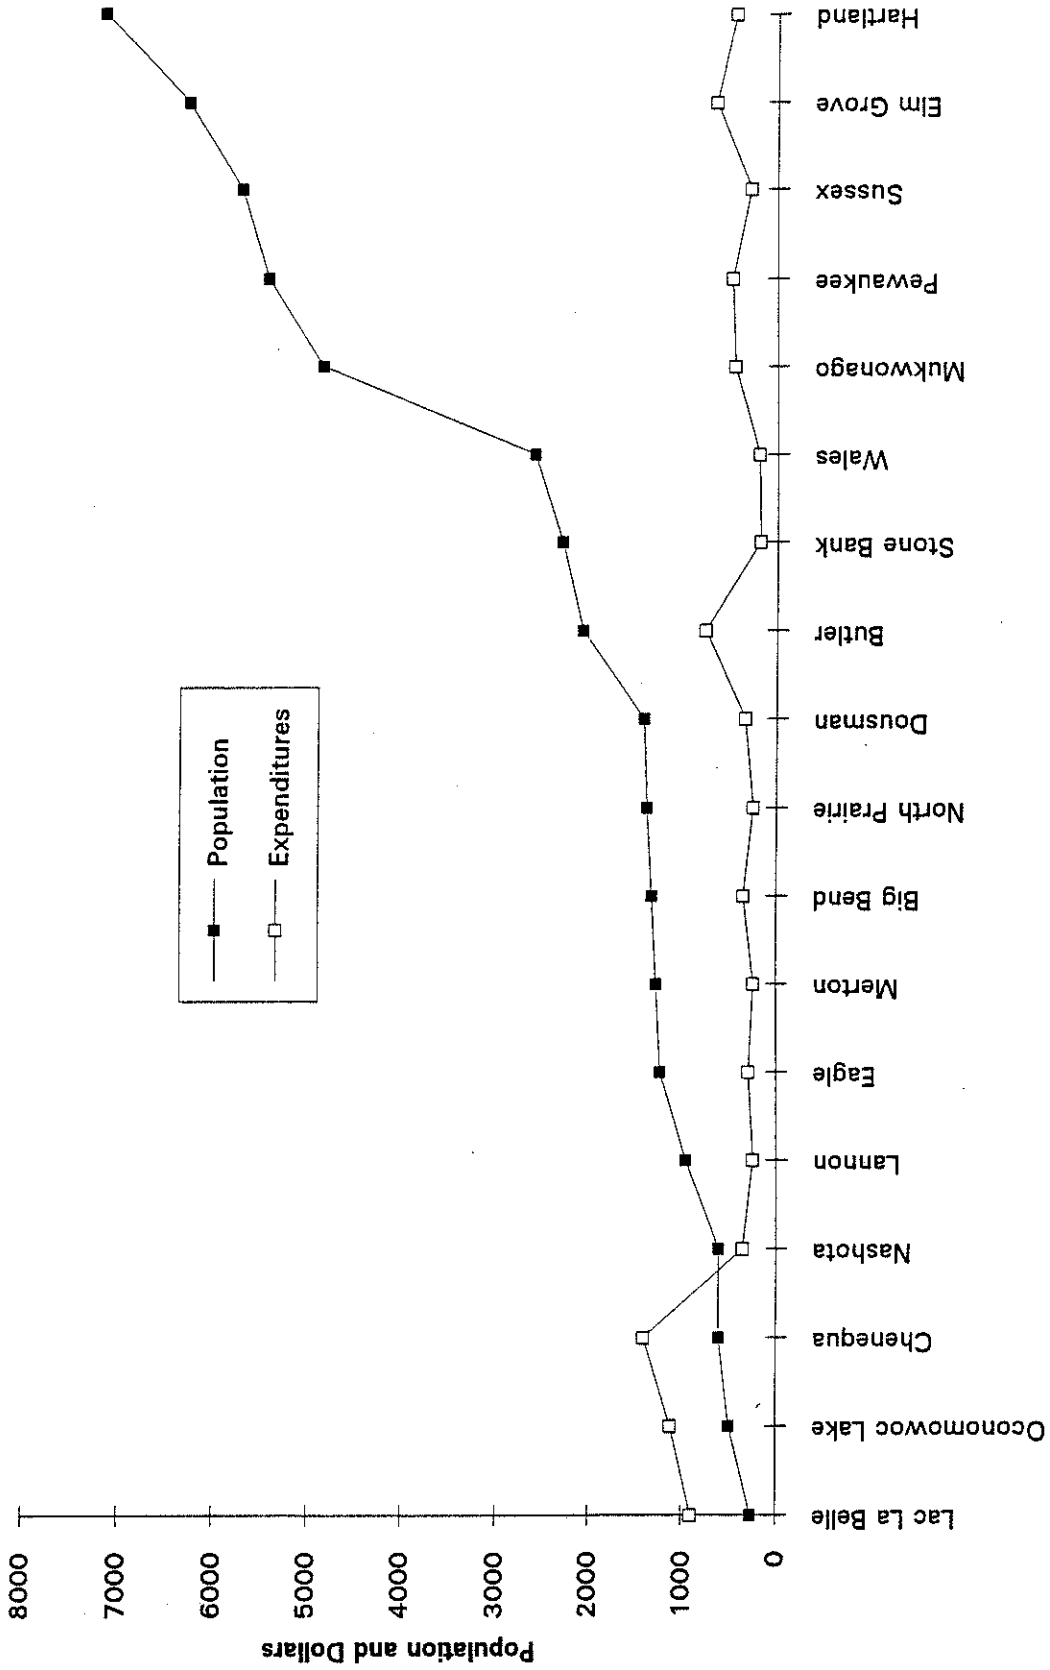 Population and Dollars
8000
7000
6000
5000
4000
3000
2000
1000
0
Population
Expenditures
Lac La Belle
Oconomowoc Lake
Chenequa
Nashota
Lannon
Eagle
Merton
Big Bend
North Prairie
Dousman
Butler
Stone Bank
Wales
Mukwonago
Pewaukee
Sussex
Elm Grove
Hartland